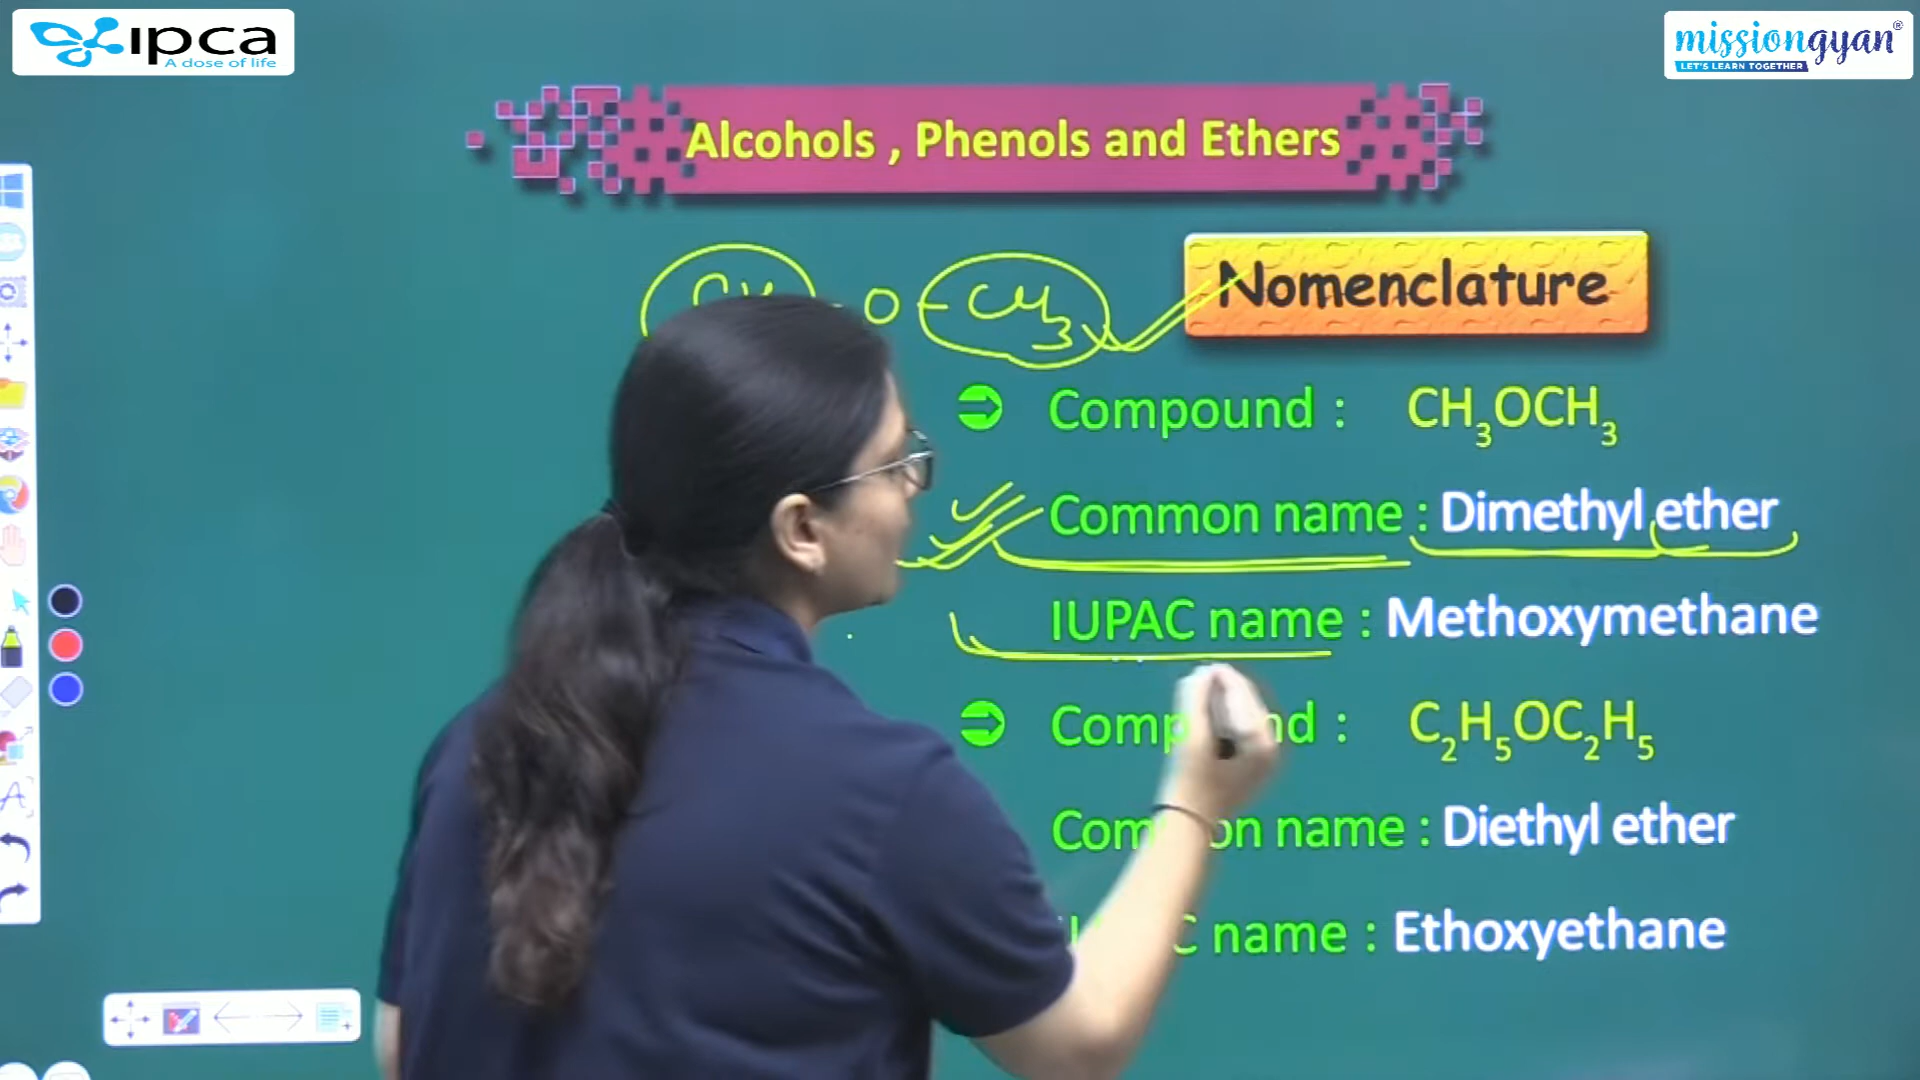 ipca
A dose of life
missiongyan®
LET'S LEARN TOGETHER
Alcohols , Phenols and Ethers
O - CH3
Nomenclature
Compound : CH3OCH3
Common name : Dimethyl ether
IUPAC name : Methoxymethane
: C2H5OC2H5
name : Diethyl ether
name : Ethoxyethane